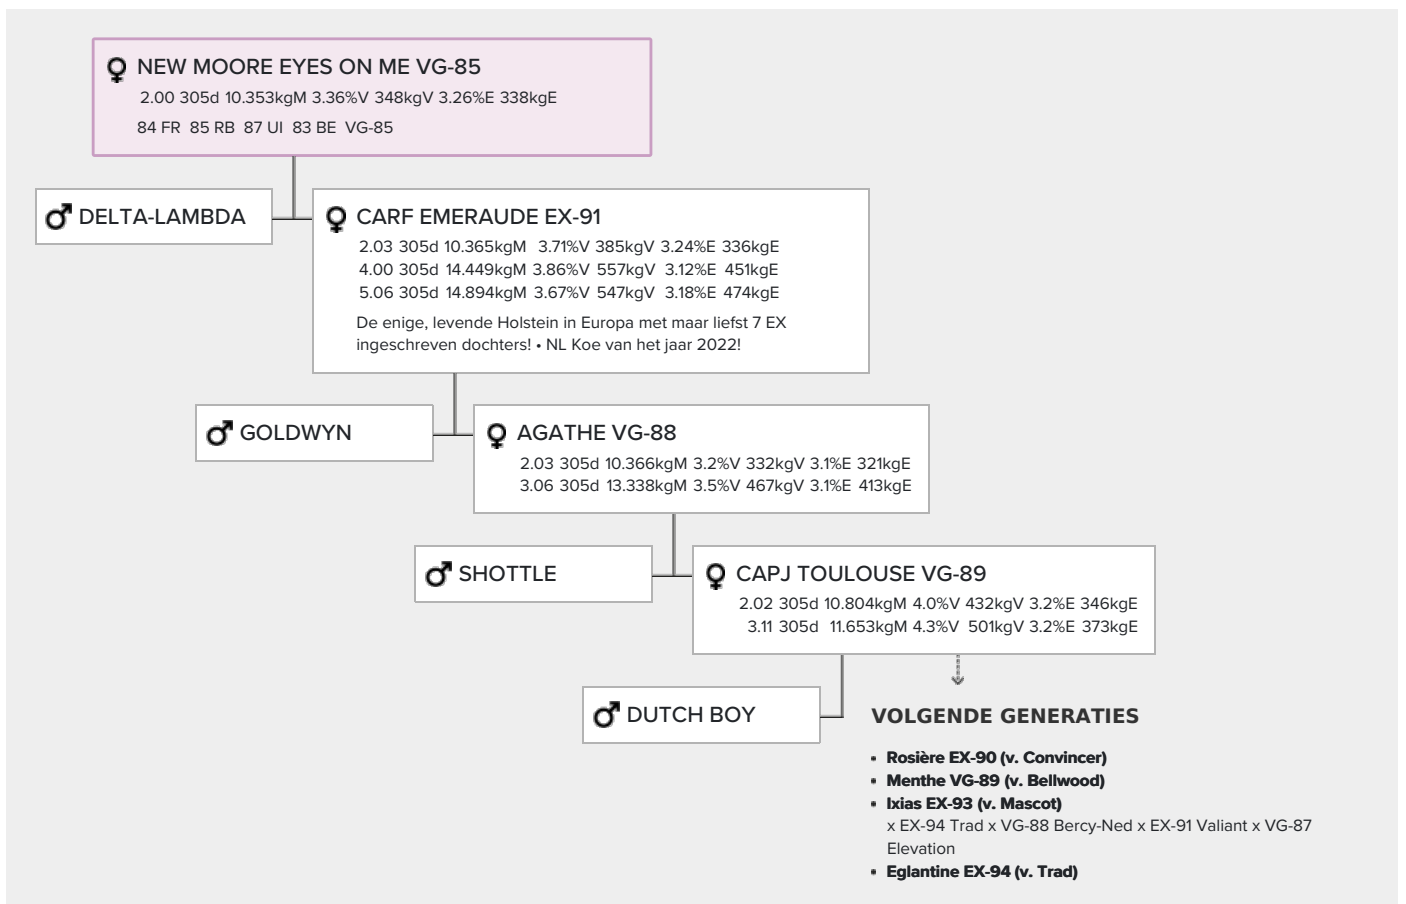 NEW MOORE EYES ON ME VG-85
2.00 305d 10.353kgM 3.36%V 348kgV 3.26%E 338kgE
84 FR 85 RB 87 UI 83 BE VG-85
DELTA-LAMBDA
CARF EMERAUDE EX-91
2.03 305d 10.365kgM 3.71%V 385kgV 3.24%E 336kgE
4.00 305d 14.449kgM 3.86%V 557kgV 3.12%E 451kgE
5.06 305d 14.894kgM 3.67%V 547kgV 3.18%E 474kgE
De enige, levende Holstein in Europa met maar liefst 7 EX
ingeschreven dochters! • NL Koe van het jaar 2022!
GOLDWYN
AGATHE VG-88
2.03 305d 10.366kgM 3.2%V 332kgV 3.1%E 321kgE
3.06 305d 13.338kgM 3.5%V 467kgV 3.1%E 413kgE
SHOTTLE
CAPJ TOULOUSE VG-89
2.02 305d 10.804kgM 4.0%V 432kgV 3.2%E 346kgE
3.11 305d 11.653kgM 4.3%V 501kgV 3.2%E 373kgE
DUTCH BOY
VOLGENDE GENERATIES
• Rosière EX-90 (v. Convincer)
• Menthe VG-89 (v. Bellwood)
• Ixias EX-93 (v. Mascot)
x EX-94 Trad x VG-88 Bercy-Ned x EX-91 Valiant x VG-87
Elevation
• Eglantine EX-94 (v. Trad)